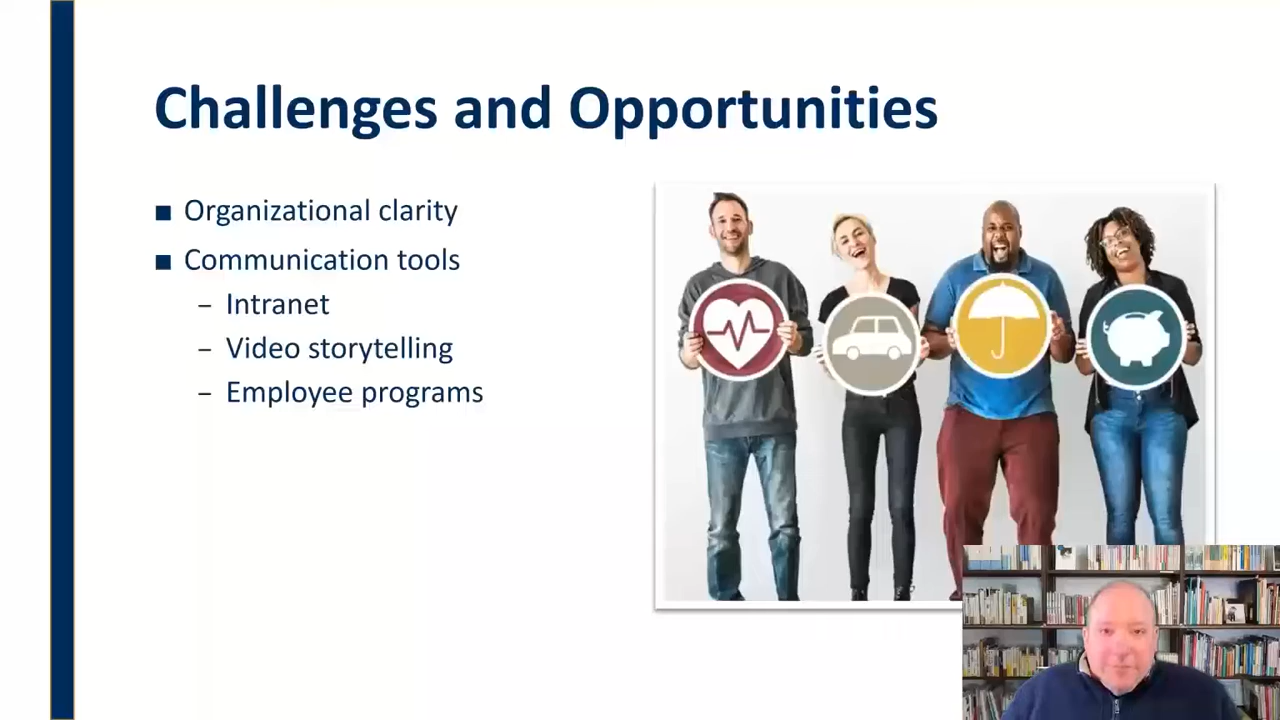 Challenges and Opportunities
■ Organizational clarity
■ Communication tools
– Intranet
– Video storytelling
– Employee programs